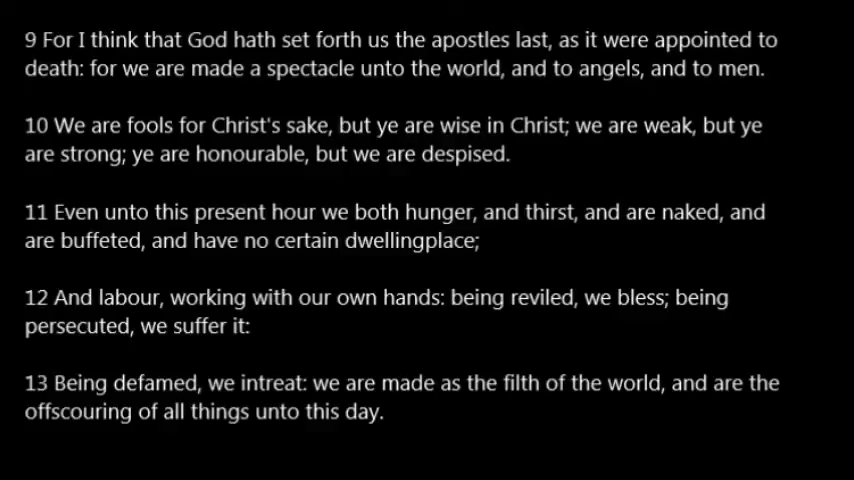 9 For I think that God hath set forth us the apostles last, as it were appointed to
death: for we are made a spectacle unto the world, and to angels, and to men.
10 We are fools for Christ's sake, but ye are wise in Christ; we are weak, but ye
are strong; ye are honourable, but we are despised.
11 Even unto this present hour we both hunger, and thirst, and are naked, and
are buffeted, and have no certain dwellingplace;
12 And labour, working with our own hands: being reviled, we bless; being
persecuted, we suffer it:
13 Being defamed, we intreat: we are made as the filth of the world, and are the
offscouring of all things unto this day.